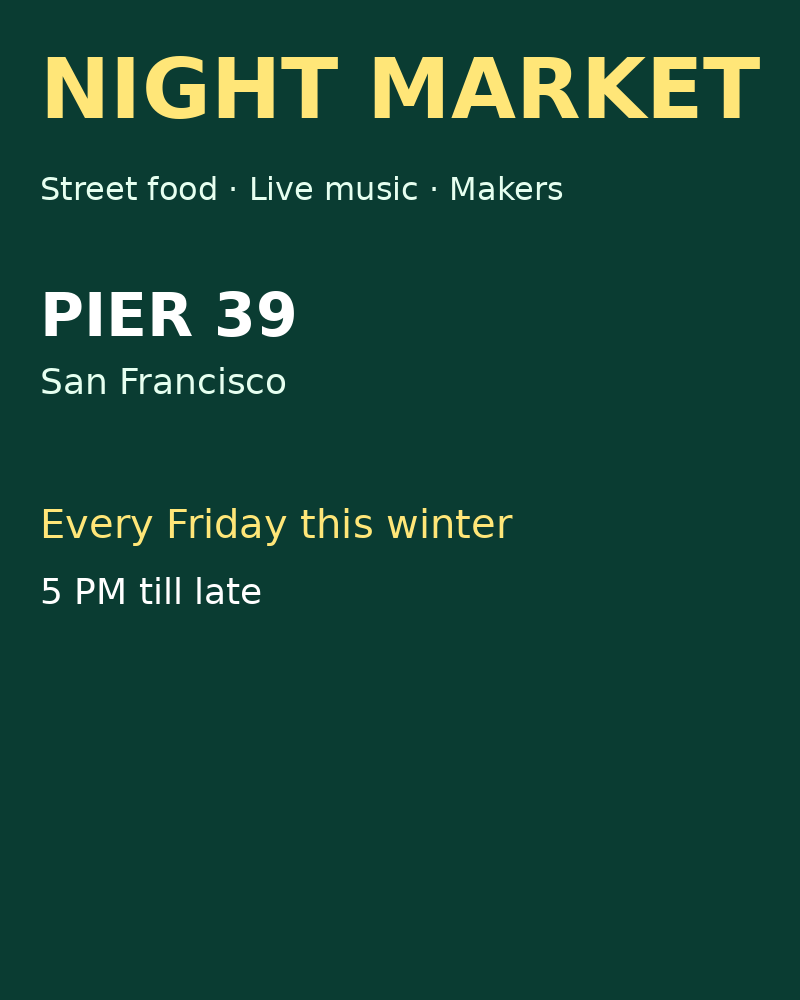 NIGHT MARKET
Street food · Live music · Makers
PIER 39
San Francisco
Every Friday this winter
5 PM till late